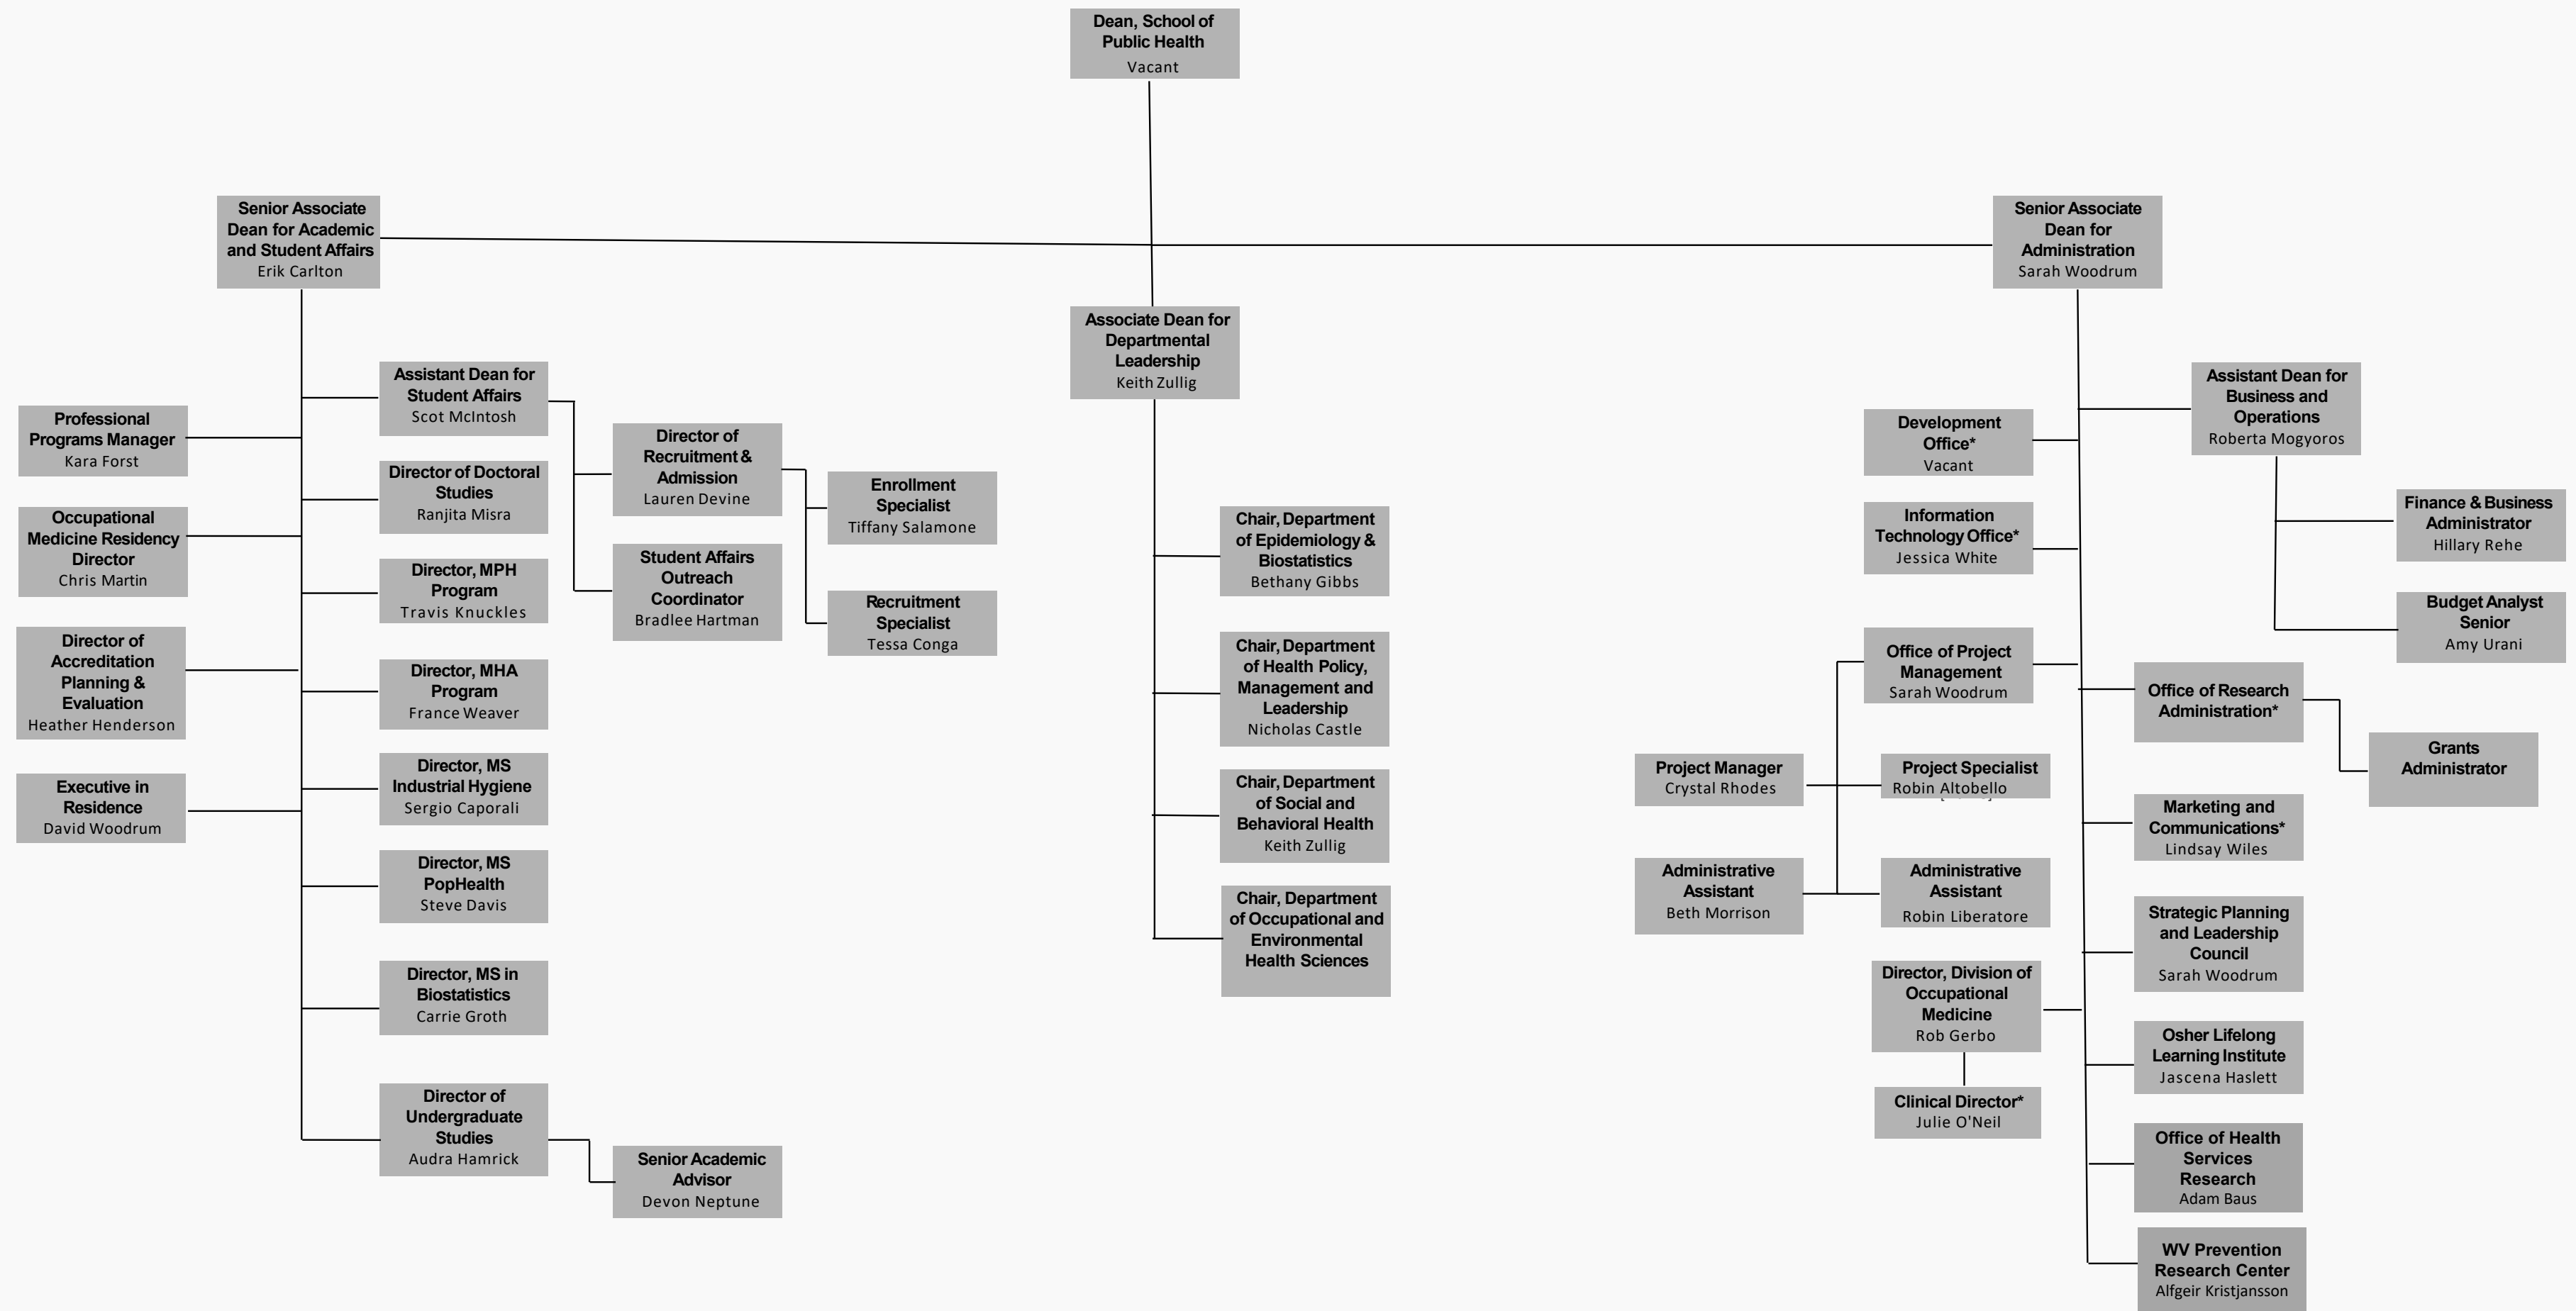 Dean, School of
Public Health
Vacant
Senior Associate
Dean for Academic
and Student Affairs
Erik Carlton
Senior Associate
Dean for
Administration
Sarah Woodrum
Associate Dean for
Departmental
Leadership
Keith Zullig
Professional
Programs Manager
Kara Forst
Occupational
Medicine Residency
Director
Chris Martin
Director of
Accreditation
Planning &
Evaluation
Heather Henderson
Executive in
Residence
David Woodrum
Assistant Dean for
Student Affairs
Scot McIntosh
Director of Doctoral
Studies
Ranjita Misra
Director, MPH
Program
Travis Knuckles
Director, MHA
Program
France Weaver
Director, MS
Industrial Hygiene
Sergio Caporali
Director, MS
PopHealth
Steve Davis
Director, MS in
Biostatistics
Carrie Groth
Director of
Undergraduate
Studies
Audra Hamrick
Director of
Recruitment &
Admission
Lauren Devine
Student Affairs
Outreach
Coordinator
Bradlee Hartman
Enrollment
Specialist
Tiffany Salamone
Recruitment
Specialist
Tessa Conga
Senior Academic
Advisor
Devon Neptune
Chair, Department
of Epidemiology &
Biostatistics
Bethany Gibbs
Chair, Department
of Health Policy,
Management and
Leadership
Nicholas Castle
Chair, Department
of Social and
Behavioral Health
Keith Zullig
Chair, Department
of Occupational and
Environmental
Health Sciences
Development
Office*
Vacant
Information
Technology Office*
Jessica White
Office of Project
Management
Sarah Woodrum
Project Manager
Crystal Rhodes
Project Specialist
Robin Altobello
Administrative
Assistant
Beth Morrison
Administrative
Assistant
Robin Liberatore
Director, Division of
Occupational
Medicine
Rob Gerbo
Clinical Director*
Julie O'Neil
Assistant Dean for
Business and
Operations
Roberta Mogyoros
Finance & Business
Administrator
Hillary Rehe
Budget Analyst
Senior
Amy Urani
Office of Research
Administration*
Grants
Administrator
Marketing and
Communications*
Lindsay Wiles
Strategic Planning
and Leadership
Council
Sarah Woodrum
Osher Lifelong
Learning Institute
Jascena Haslett
Office of Health
Services
Research
Adam Baus
WV Prevention
Research Center
Alfgeir Kristjansson